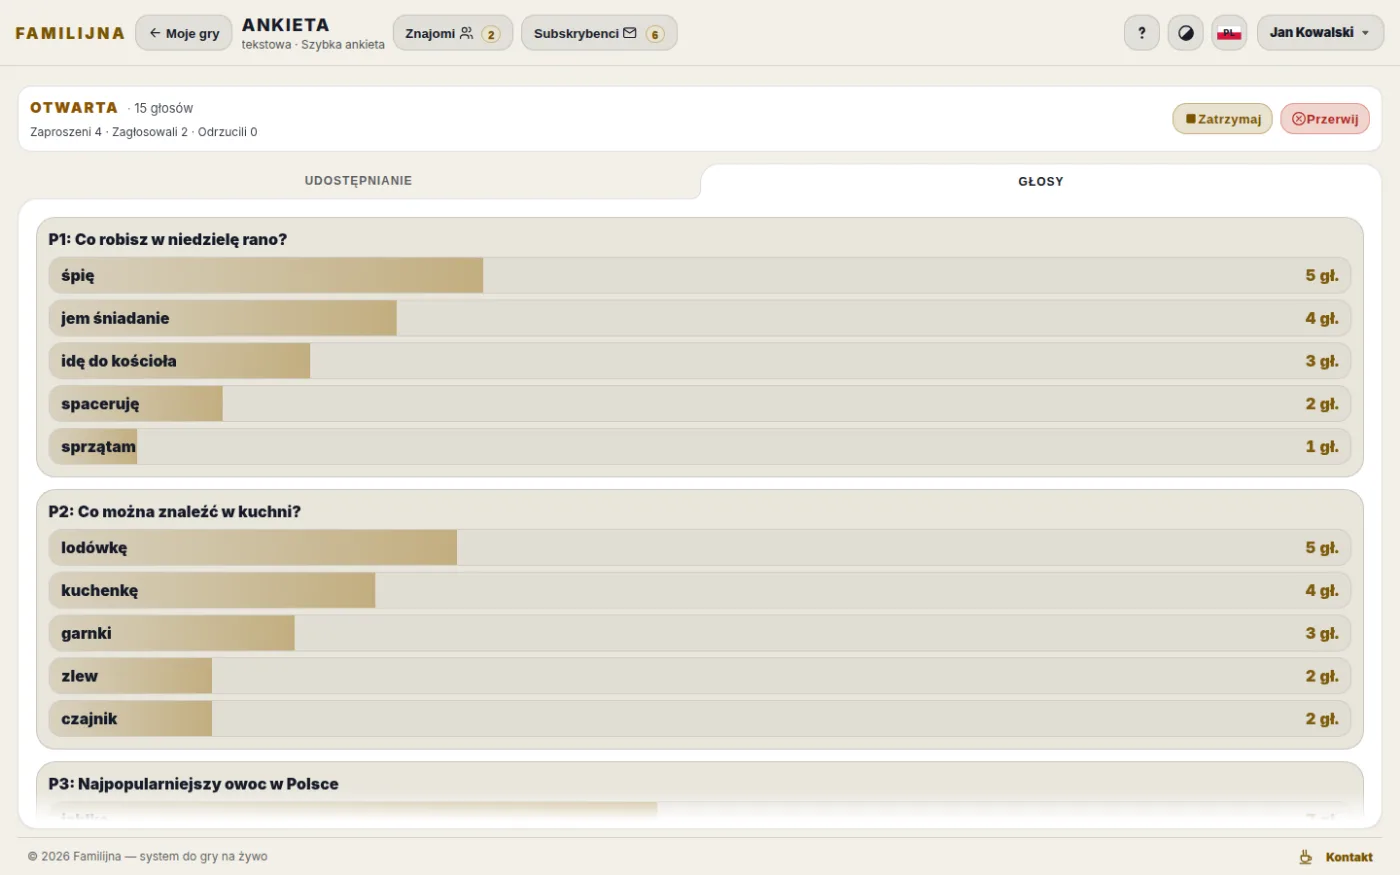 FAMILIJNA
← Moje gry
ANKIETA
tekstowa · Szybka ankieta
Znajomi 2
Subskrybenci 6
?
PL
Jan Kowalski
OTWARTA · 15 głosów
Zaproszeni 4 · Zagłosowali 2 · Odrzucili 0
Zatrzymaj
Przerwij
UDOSTĘPNIANIE
GŁOSY
P1: Co robisz w niedzielę rano?
śpię 5 gł.
jem śniadanie 4 gł.
idę do kościoła 3 gł.
spaceruję 2 gł.
sprzątam 1 gł.
P2: Co można znaleźć w kuchni?
lodówkę 5 gł.
kuchenkę 4 gł.
garnki 3 gł.
zlew 2 gł.
czajnik 2 gł.
P3: Najpopularniejszy owoc w Polsce
© 2026 Familijna — system do gry na żywo
Kontakt